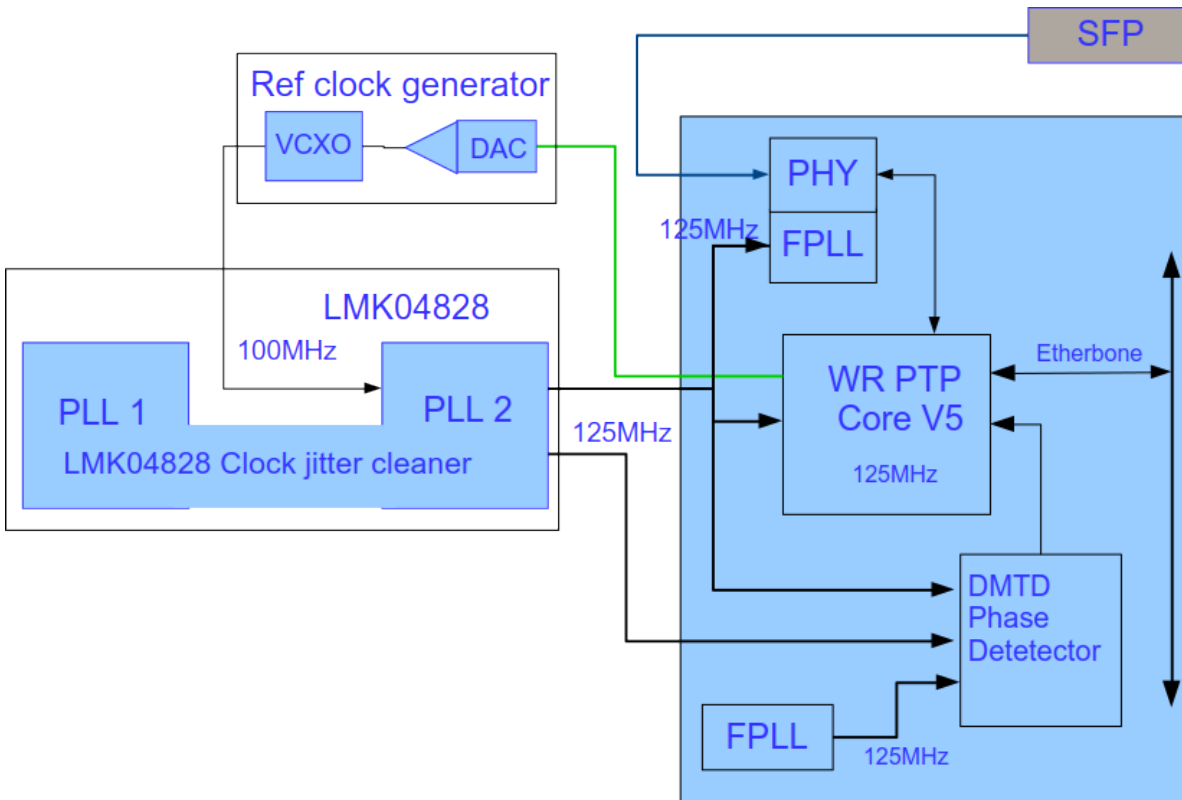 SFP
Ref clock generator
VCXO
DAC
PHY
125MHz
FPLL
LMK04828
100MHz
PLL 1
PLL 2
LMK04828 Clock jitter cleaner
125MHz
WR PTP
Core V5
125MHz
Etherbone
DMTD
Phase
Detetector
FPLL
125MHz